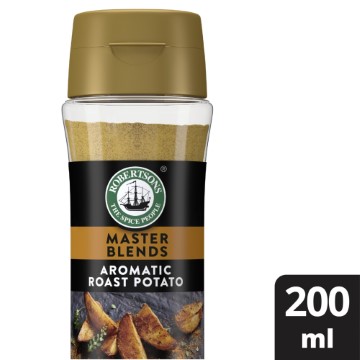 ROBERTSONS
THE SPICE PEOPLE
MASTER
BLENDS
AROMATIC
ROAST POTATO
200
ml